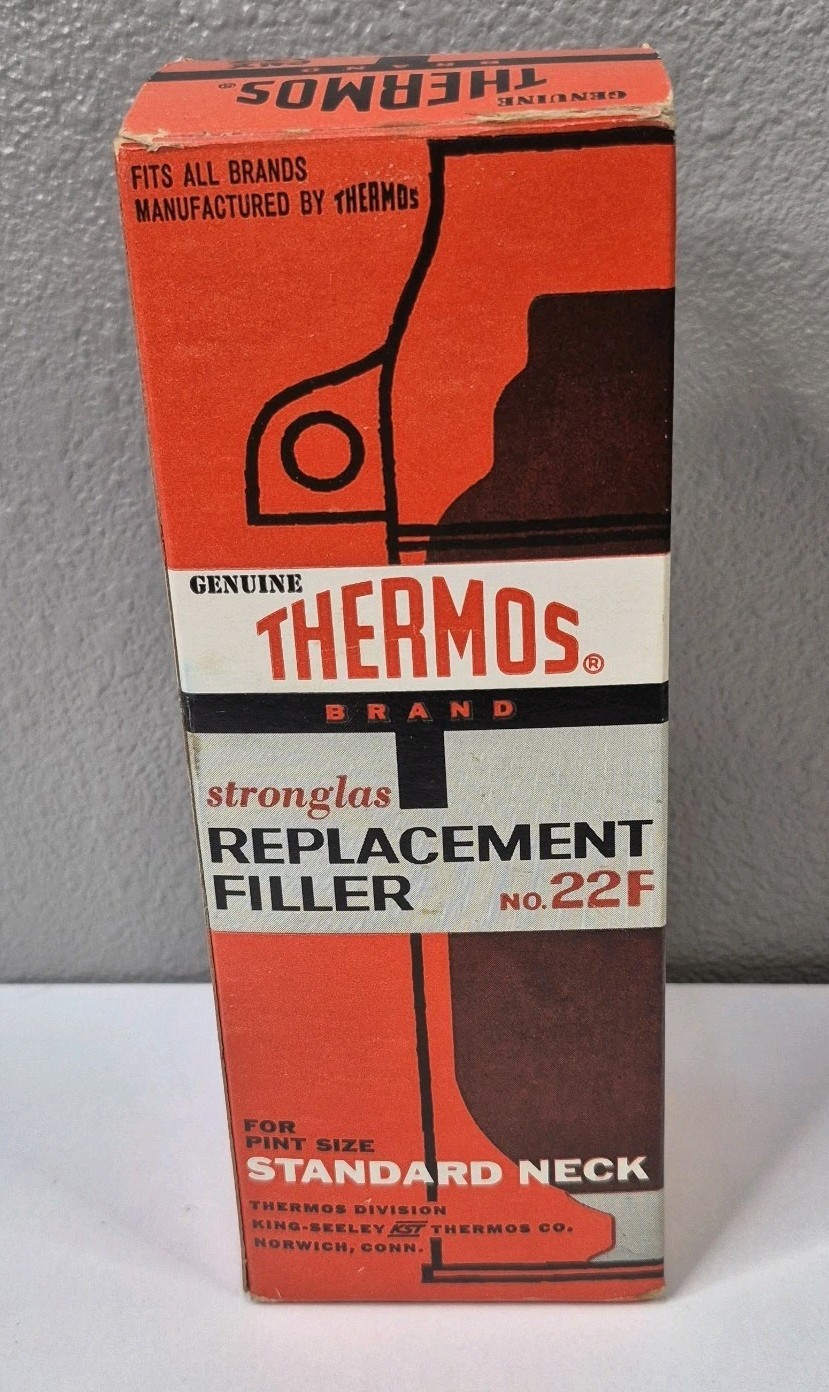 GENUINE
THERMOS®
BRAND
FITS ALL BRANDS
MANUFACTURED BY THERMOS
GENUINE
THERMOS®
BRAND
stronglas
REPLACEMENT
FILLER NO. 22F
FOR
PINT SIZE
STANDARD NECK
THERMOS DIVISION
KING-SEELEY KST THERMOS CO.
NORWICH, CONN.